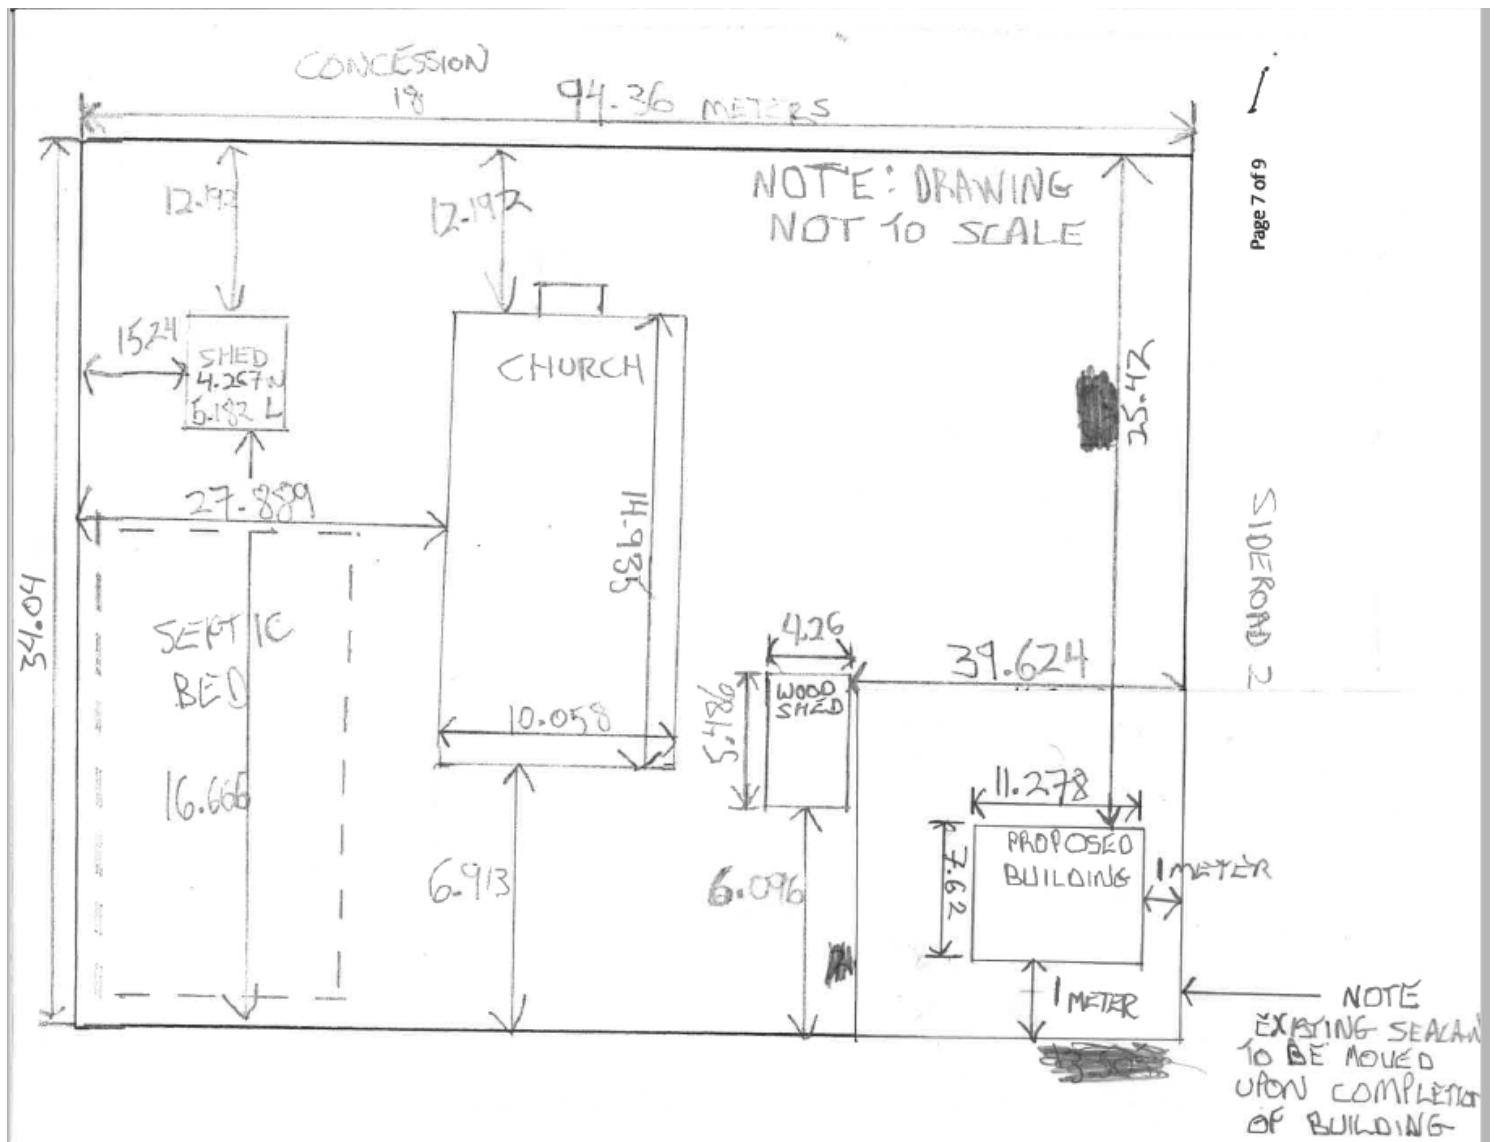 CONCESSION
18
94.36 METERS
Page 7 of 9
NOTE: DRAWING
NOT TO SCALE
12.192
12.192
1524
SHED
4.267 W
5.182 L
CHURCH
25.42
27.889
14.935
SIDEROAD 2
34.04
SEPTIC
BED
4.26
39.624
WOOD
SHED
5.486
10.058
11.278
16.666
PROPOSED
BUILDING
7.62
1 METER
6.913
6.096
1 METER
NOTE
EXISTING SEACAN
TO BE MOVED
UPON COMPLETION
OF BUILDING